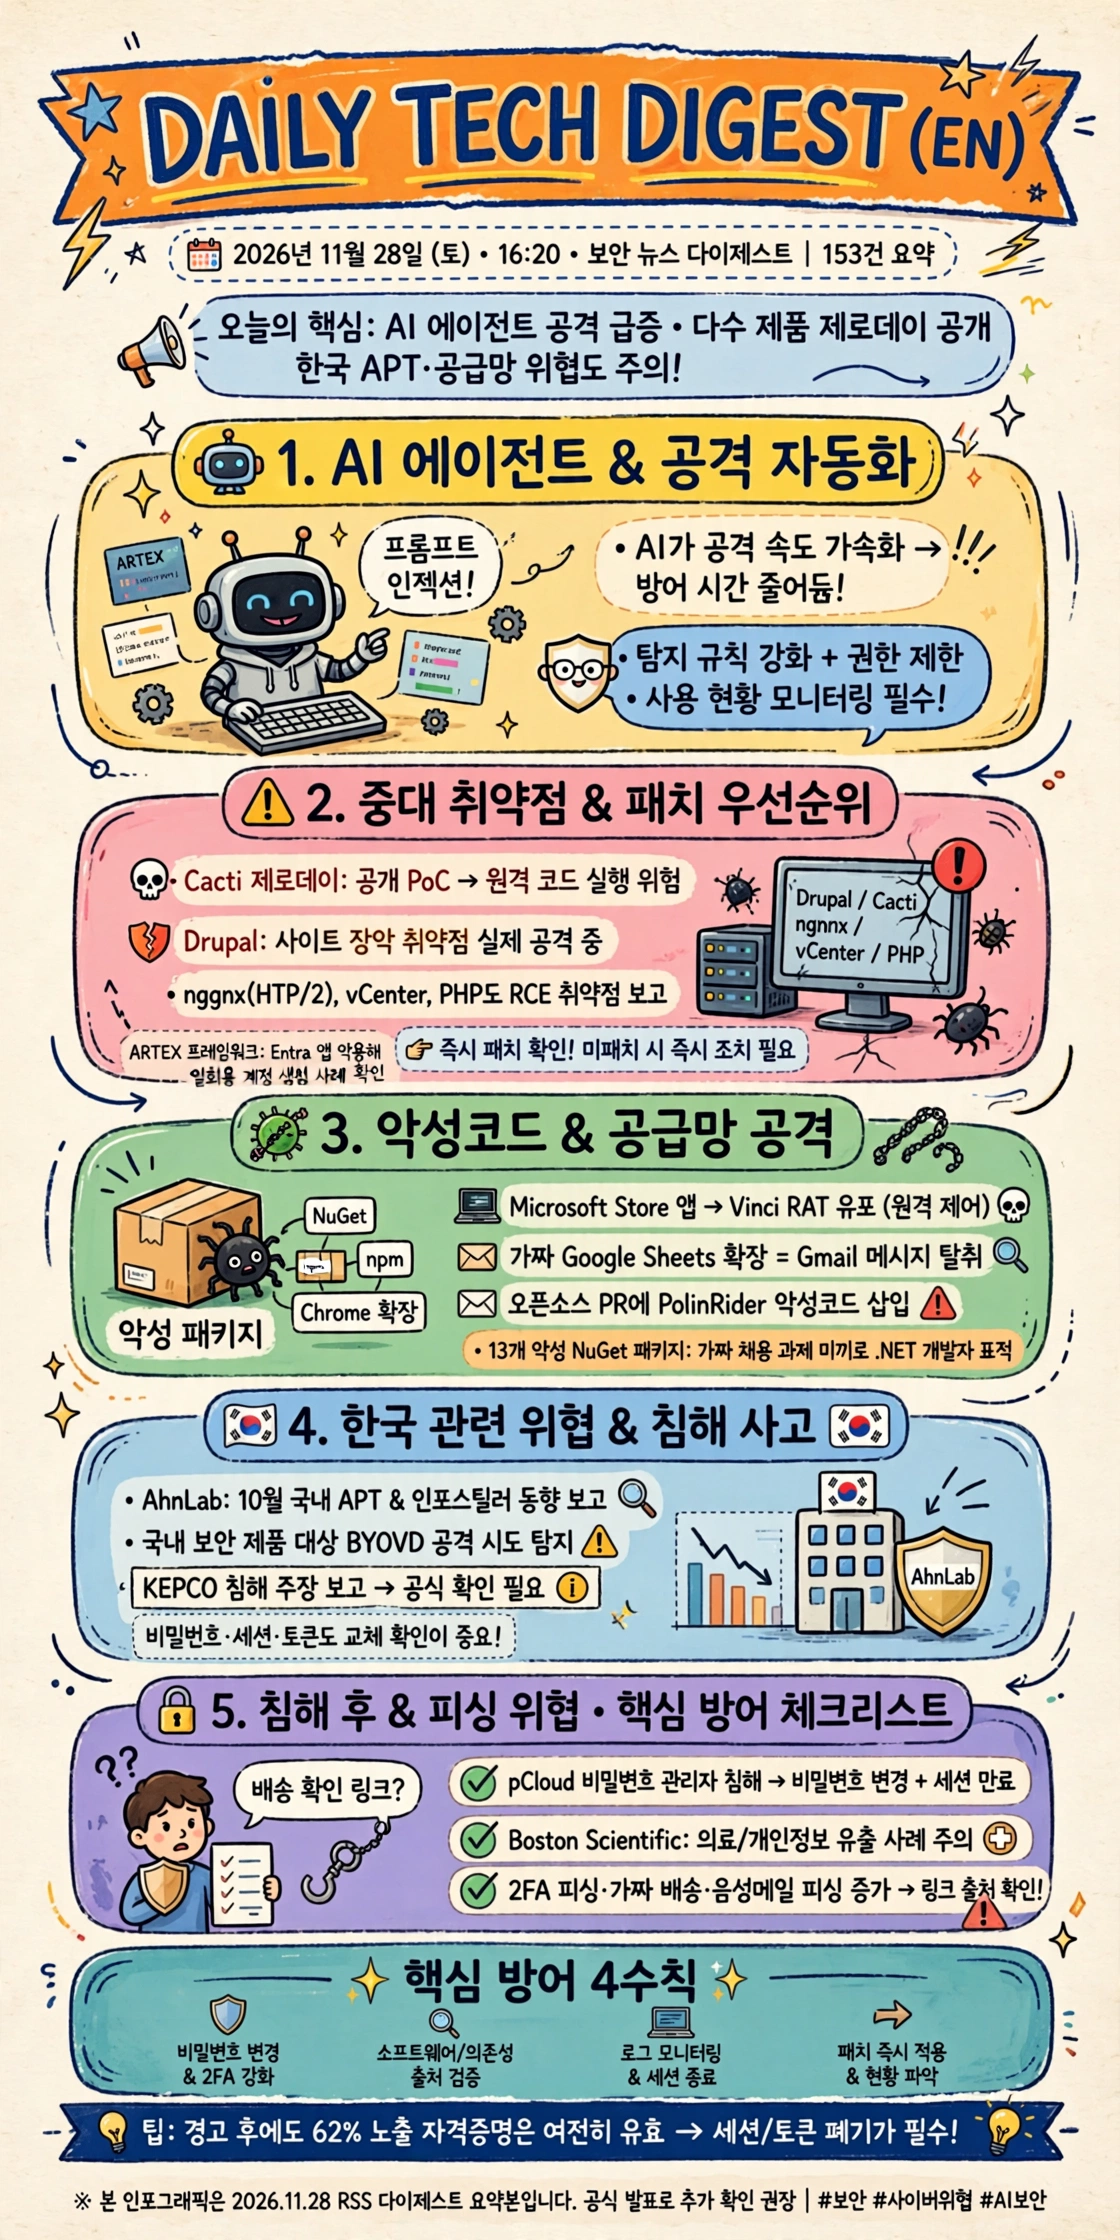 DAILY TECH DIGEST (EN)
2026년 11월 28일 (토) • 16:20 • 보안 뉴스 다이제스트 | 153건 요약
오늘의 핵심: AI 에이전트 공격 급증 • 다수 제품 제로데이 공개
한국 APT·공급망 위협도 주의!
1. AI 에이전트 & 공격 자동화
ARTEX
프롬프트
인젝션!
• AI가 공격 속도 가속화 →
방어 시간 줄어듦!
• 탐지 규칙 강화 + 권한 제한
• 사용 현황 모니터링 필수!
2. 중대 취약점 & 패치 우선순위
• Cacti 제로데이: 공개 PoC → 원격 코드 실행 위험
Drupal: 사이트 장악 취약점 실제 공격 중
• nggnx(HTP/2), vCenter, PHP도 RCE 취약점 보고
Drupal / Cacti
ngnnx /
vCenter / PHP
ARTEX 프레임워크: Entra 앱 악용해
일회용 계정 생성 사례 확인
즉시 패치 확인! 미패치 시 즉시 조치 필요
3. 악성코드 & 공급망 공격
NuGet
npm
Chrome 확장
악성 패키지
Microsoft Store 앱 → Vinci RAT 유포 (원격 제어)
가짜 Google Sheets 확장 = Gmail 메시지 탈취
오픈소스 PR에 PolinRider 악성코드 삽입
• 13개 악성 NuGet 패키지: 가짜 채용 과제 미끼로 .NET 개발자 표적
4. 한국 관련 위협 & 침해 사고
• AhnLab: 10월 국내 APT & 인포스틸러 동향 보고
• 국내 보안 제품 대상 BYOVD 공격 시도 탐지
KEPCO 침해 주장 보고 → 공식 확인 필요
비밀번호·세션·토큰도 교체 확인이 중요!
AhnLab
5. 침해 후 & 피싱 위협 • 핵심 방어 체크리스트
??
배송 확인 링크?
pCloud 비밀번호 관리자 침해 → 비밀번호 변경 + 세션 만료
Boston Scientific: 의료/개인정보 유출 사례 주의
2FA 피싱·가짜 배송·음성메일 피싱 증가 → 링크 출처 확인!
핵심 방어 4수칙
비밀번호 변경
& 2FA 강화
소프트웨어/의존성
출처 검증
로그 모니터링
& 세션 종료
패치 즉시 적용
& 현황 파악
팁: 경고 후에도 62% 노출 자격증명은 여전히 유효 → 세션/토큰 폐기가 필수!
※ 본 인포그래픽은 2026.11.28 RSS 다이제스트 요약본입니다. 공식 발표로 추가 확인 권장 | #보안 #사이버위협 #AI보안